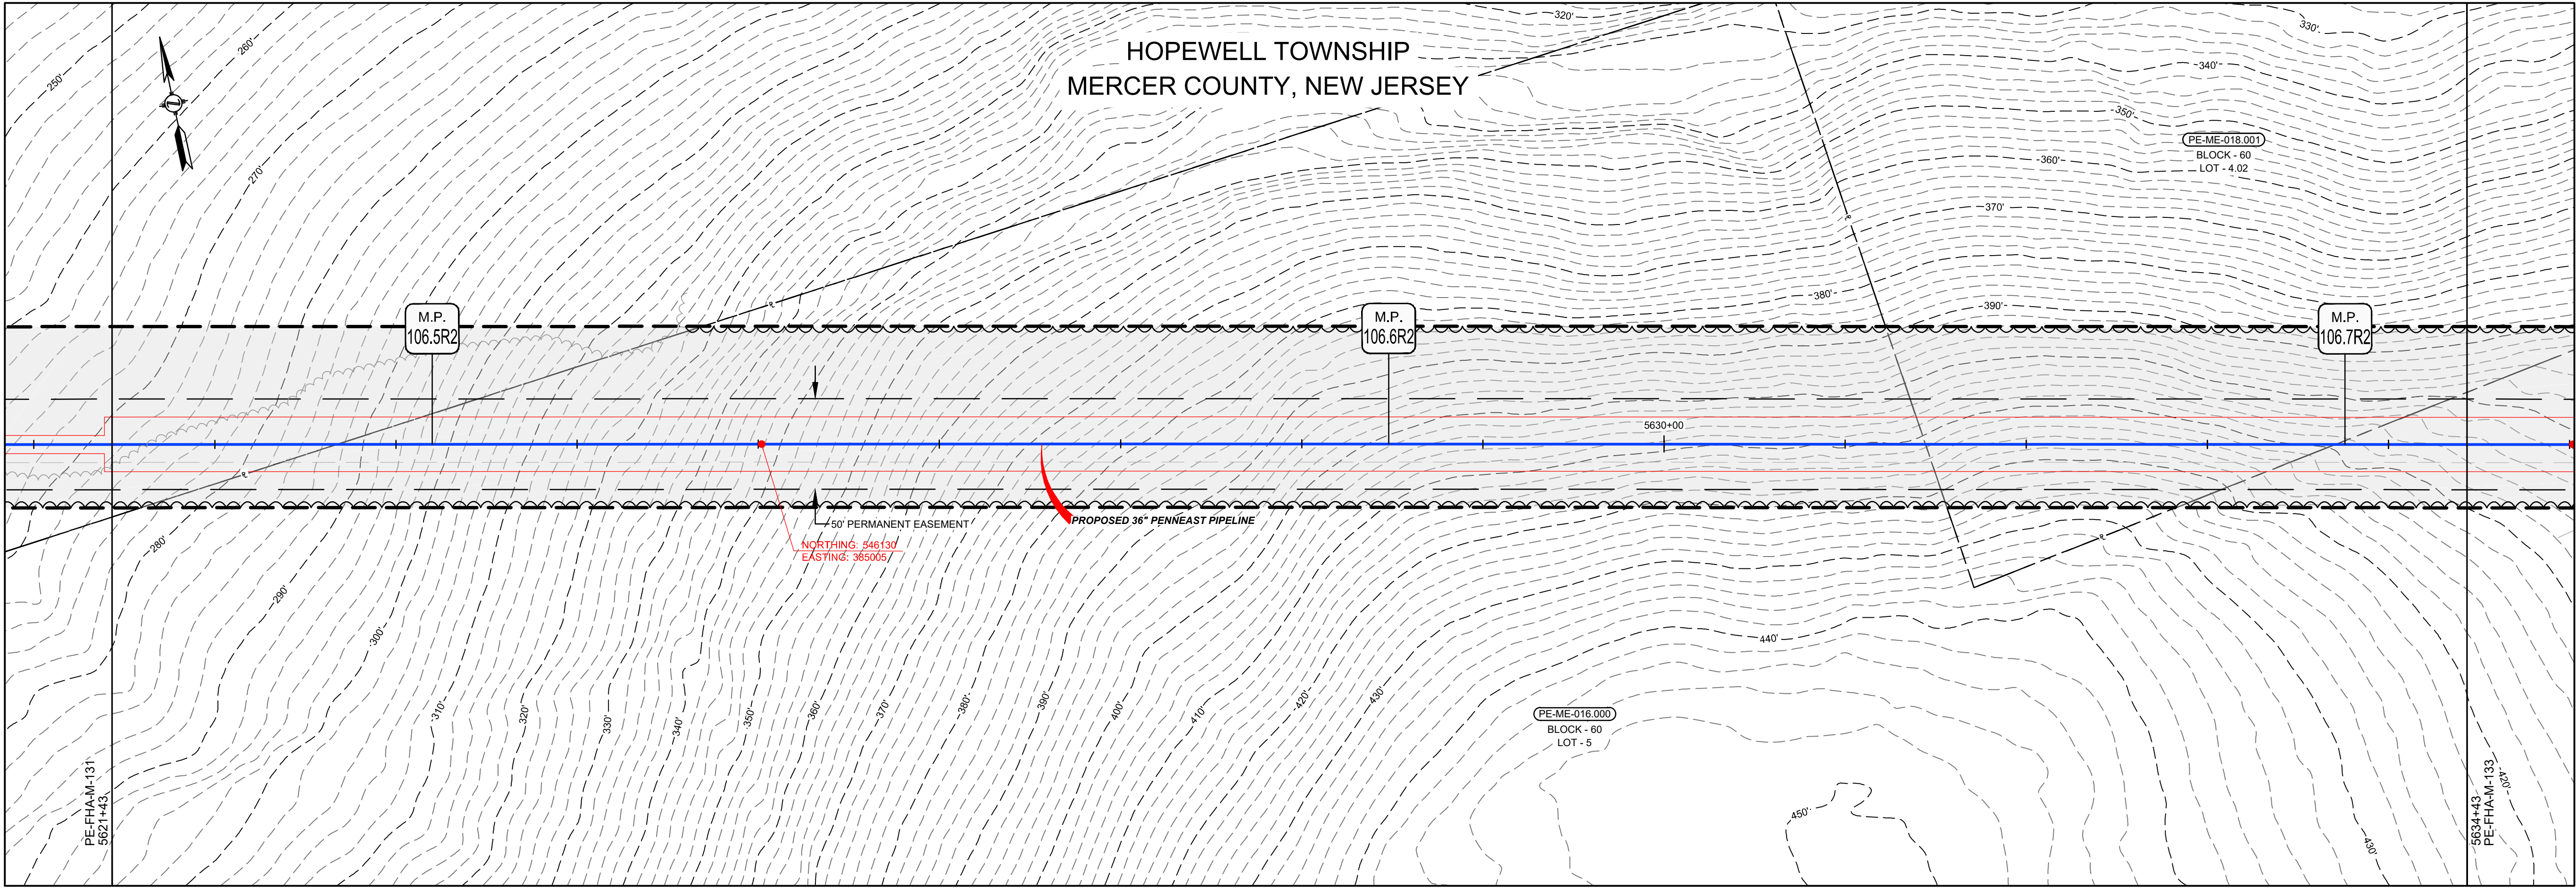 HOPEWELL TOWNSHIP
MERCER COUNTY, NEW JERSEY
250'
260'
270'
320'
330'
340'
350'
360'
370'
380'
390'
PE-ME-018.001
BLOCK - 60
LOT - 4.02
M.P.
106.5R2
M.P.
106.6R2
M.P.
106.7R2
5630+00
50' PERMANENT EASEMENT
PROPOSED 36" PENNEAST PIPELINE
NORTHING: 546130
EASTING: 385005
280'
290'
300'
310'
320'
330'
340'
350'
360'
370'
380'
390'
400'
410'
420'
430'
440'
450'
430'
420'
PE-ME-016.000
BLOCK - 60
LOT - 5
PE-FHA-M-131
5621+43
5634+43
PE-FHA-M-133